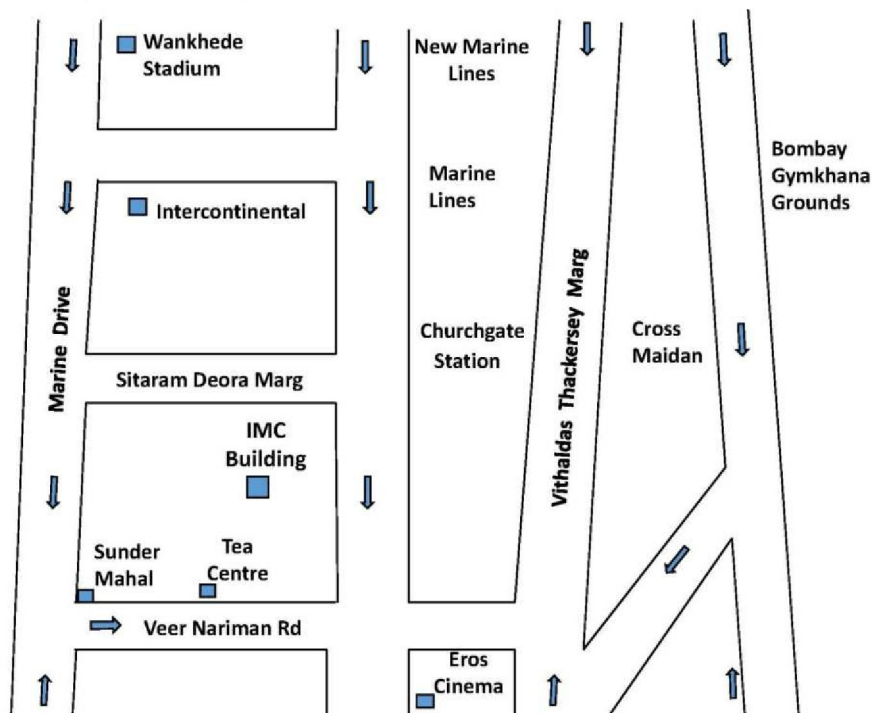 Wankhede
Stadium
New Marine
Lines
Bombay
Gymkhana
Grounds
Marine
Lines
Intercontinental
Marine Drive
Vithaldas Thackersey Marg
Churchgate
Station
Cross
Maidan
Sitaram Deora Marg
IMC
Building
Sunder
Mahal
Tea
Centre
Veer Nariman Rd
Eros
Cinema